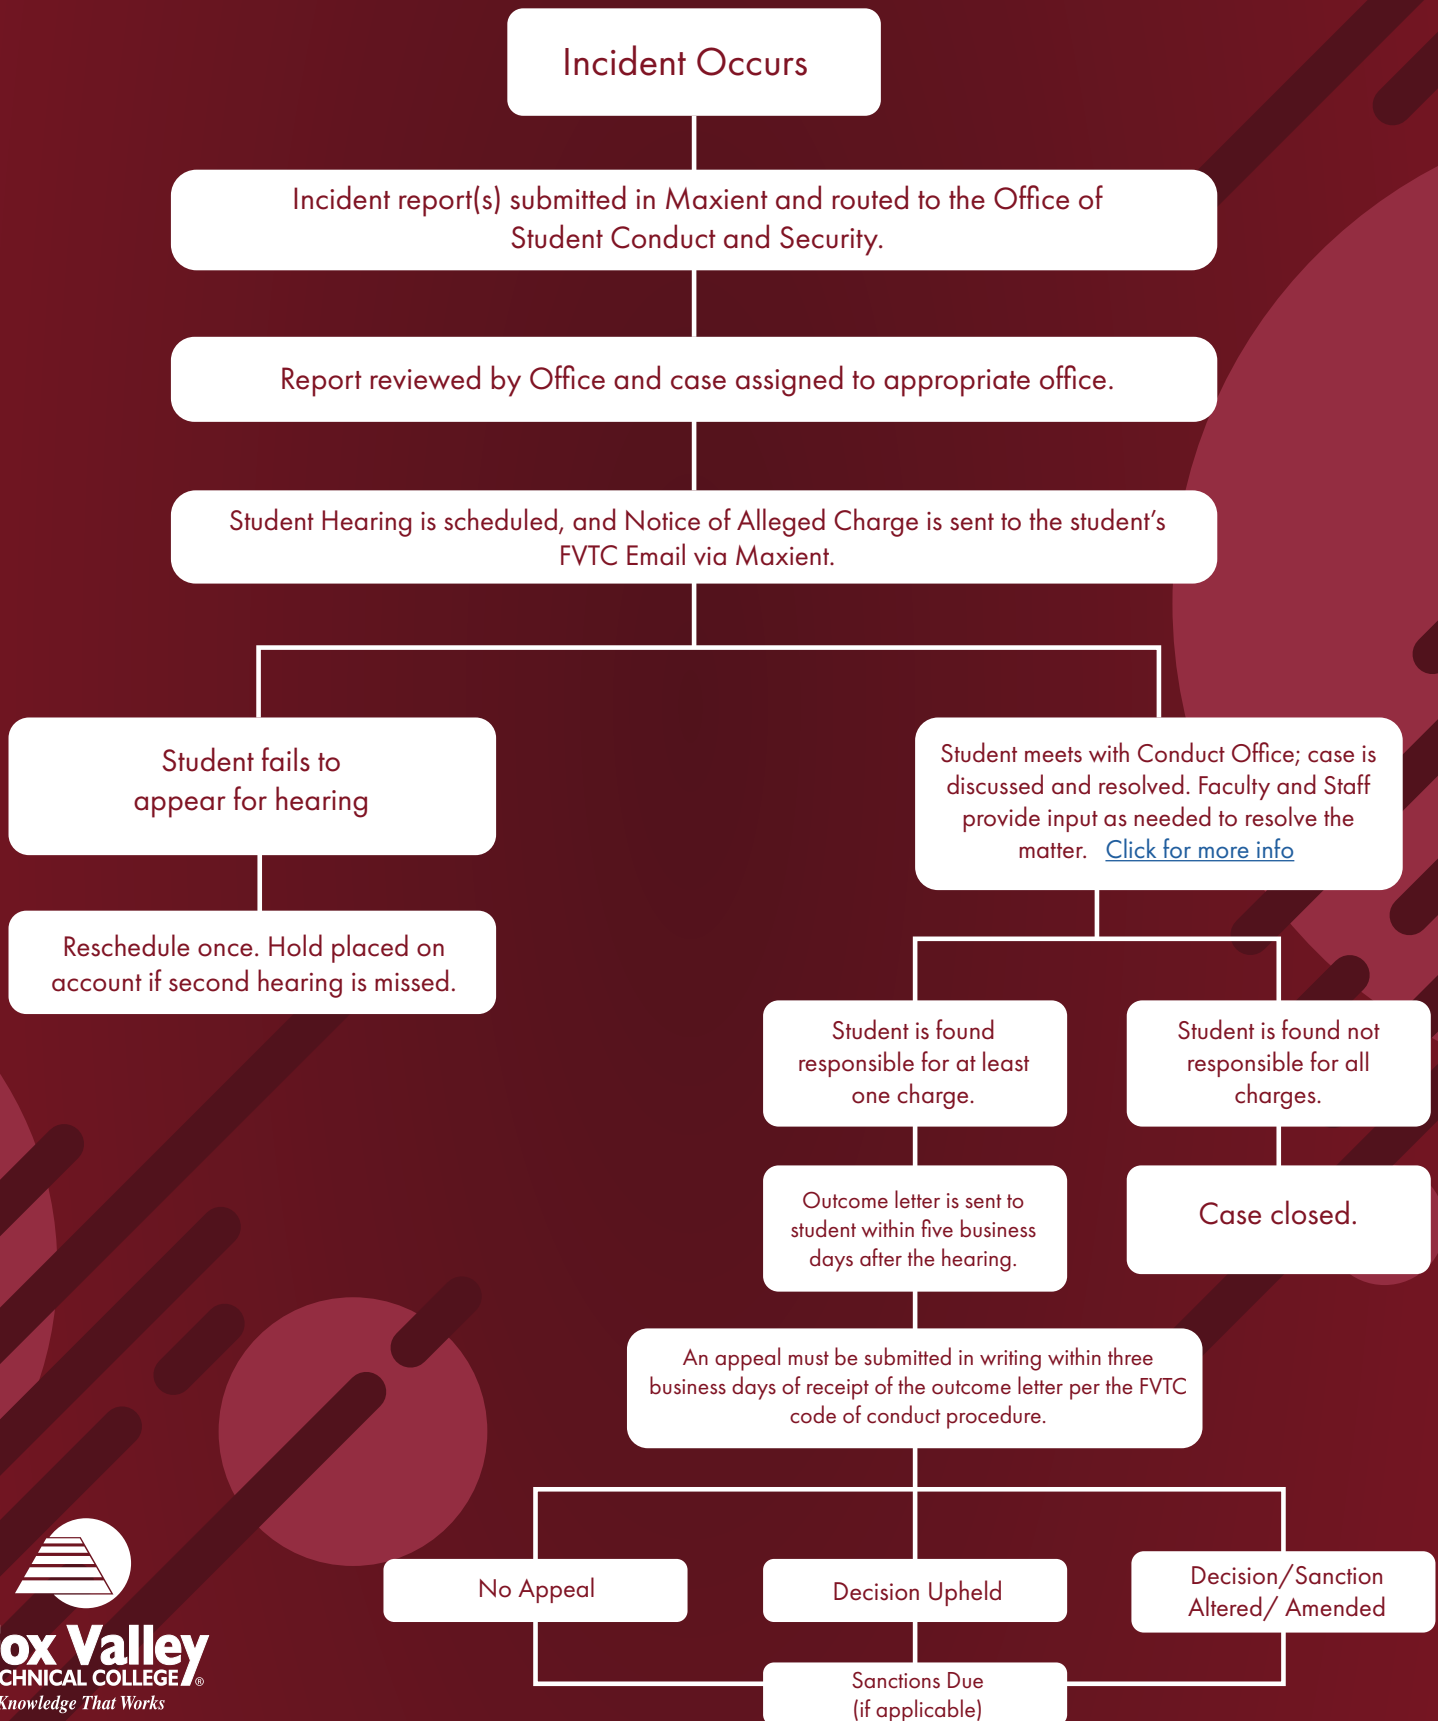 Incident Occurs
Incident report(s) submitted in Maxient and routed to the Office of
Student Conduct and Security.
Report reviewed by Office and case assigned to appropriate office.
Student Hearing is scheduled, and Notice of Alleged Charge is sent to the student's
FVTC Email via Maxient.
Student fails to
appear for hearing
Reschedule once. Hold placed on
account if second hearing is missed.
Student meets with Conduct Office; case is
discussed and resolved. Faculty and Staff
provide input as needed to resolve the
matter. Click for more info
Student is found
responsible for at least
one charge.
Student is found not
responsible for all
charges.
Outcome letter is sent to
student within five business
days after the hearing.
Case closed.
An appeal must be submitted in writing within three
business days of receipt of the outcome letter per the FVTC
code of conduct procedure.
No Appeal
Decision Upheld
Decision/Sanction
Altered/ Amended
Sanctions Due
(if applicable)
ox Valley
CHNICAL COLLEGE®
Knowledge That Works